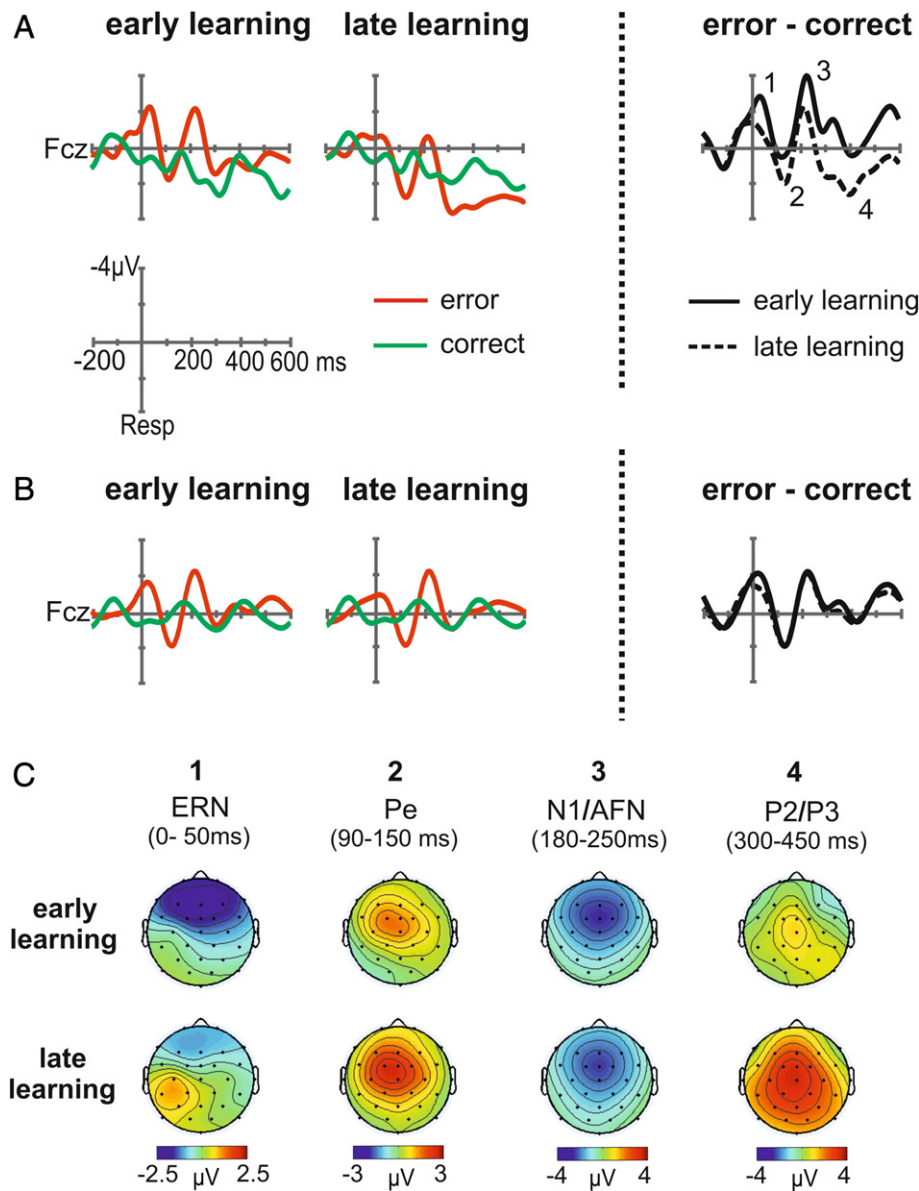 A early learning late learning error - correct
1 3
Fcz
2 4
-4µV
error early learning
correct late learning
-200 200 400 600 ms
Resp
B early learning late learning error - correct
Fcz
C 1 2 3 4
ERN Pe N1/AFN P2/P3
(0- 50ms) (90-150 ms) (180-250ms) (300-450 ms)
early
learning
late
learning
-2.5 2.5 -3 3 -4 4 -4 4
µV µV µV µV